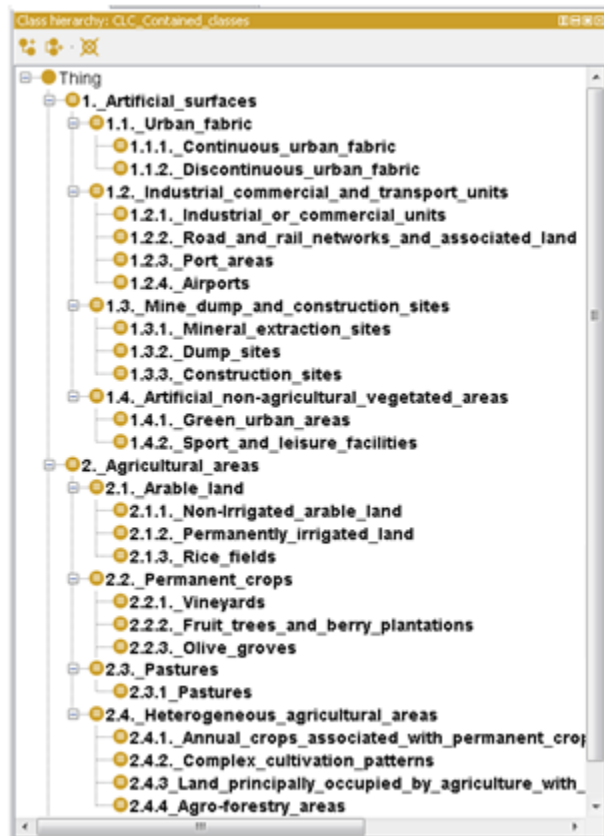 Class hierarchy: CLC_Contained_classes
Thing
1._Artificial_surfaces
1.1._Urban_fabric
1.1.1._Continuous_urban_fabric
1.1.2._Discontinuous_urban_fabric
1.2._Industrial_commercial_and_transport_units
1.2.1._Industrial_or_commercial_units
1.2.2._Road_and_rail_networks_and_associated_land
1.2.3._Port_areas
1.2.4._Airports
1.3._Mine_dump_and_construction_sites
1.3.1._Mineral_extraction_sites
1.3.2._Dump_sites
1.3.3._Construction_sites
1.4._Artificial_non-agricultural_vegetated_areas
1.4.1._Green_urban_areas
1.4.2._Sport_and_leisure_facilities
2._Agricultural_areas
2.1._Arable_land
2.1.1._Non-Irrigated_arable_land
2.1.2._Permanently_irrigated_land
2.1.3._Rice_fields
2.2._Permanent_crops
2.2.1._Vineyards
2.2.2._Fruit_trees_and_berry_plantations
2.2.3._Olive_groves
2.3._Pastures
2.3.1_Pastures
2.4._Heterogeneous_agricultural_areas
2.4.1._Annual_crops_associated_with_permanent_crop
2.4.2._Complex_cultivation_patterns
2.4.3_Land_principally_occupied_by_agriculture_with_
2.4.4_Agro-forestry_areas